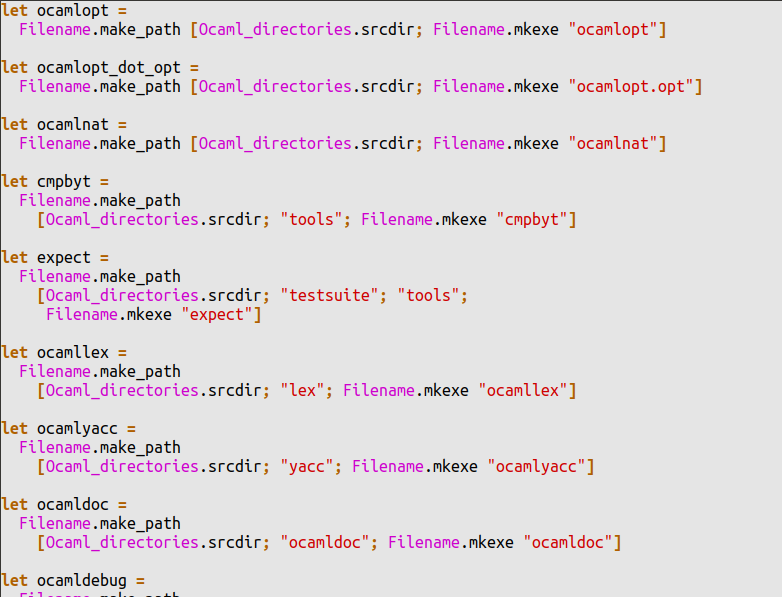 let ocamlopt =
  Filename.make_path [Ocaml_directories.srcdir; Filename.mkexe "ocamlopt"]

let ocamlopt_dot_opt =
  Filename.make_path [Ocaml_directories.srcdir; Filename.mkexe "ocamlopt.opt"]

let ocamlnat =
  Filename.make_path [Ocaml_directories.srcdir; Filename.mkexe "ocamlnat"]

let cmpbyt =
  Filename.make_path
    [Ocaml_directories.srcdir; "tools"; Filename.mkexe "cmpbyt"]

let expect =
  Filename.make_path
    [Ocaml_directories.srcdir; "testsuite"; "tools";
     Filename.mkexe "expect"]

let ocamllex =
  Filename.make_path
    [Ocaml_directories.srcdir; "lex"; Filename.mkexe "ocamllex"]

let ocamlyacc =
  Filename.make_path
    [Ocaml_directories.srcdir; "yacc"; Filename.mkexe "ocamlyacc"]

let ocamldoc =
  Filename.make_path
    [Ocaml_directories.srcdir; "ocamldoc"; Filename.mkexe "ocamldoc"]

let ocamldebug =